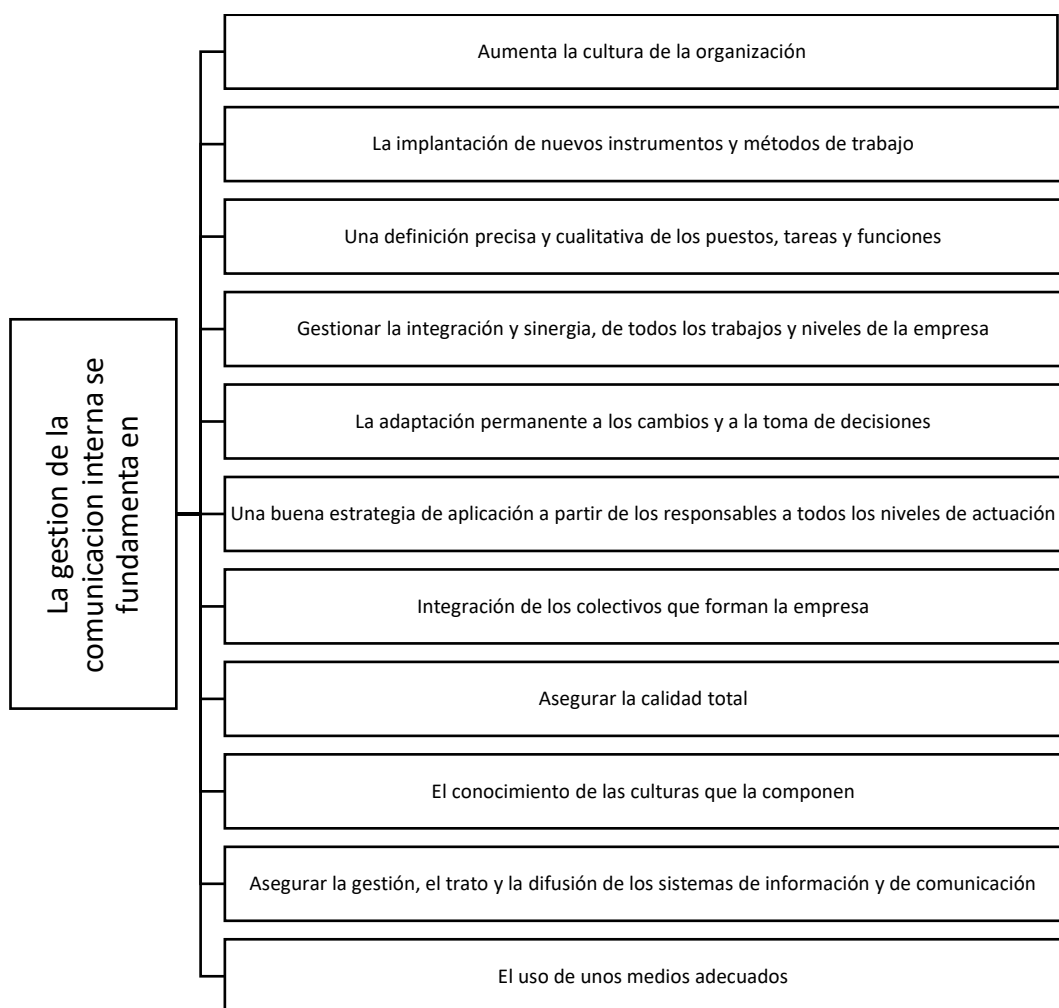 La gestion de la
comunicacion interna se
fundamenta en
Aumenta la cultura de la organización
La implantación de nuevos instrumentos y métodos de trabajo
Una definición precisa y cualitativa de los puestos, tareas y funciones
Gestionar la integración y sinergia, de todos los trabajos y niveles de la empresa
La adaptación permanente a los cambios y a la toma de decisiones
Una buena estrategia de aplicación a partir de los responsables a todos los niveles de actuación
Integración de los colectivos que forman la empresa
Asegurar la calidad total
El conocimiento de las culturas que la componen
Asegurar la gestión, el trato y la difusión de los sistemas de información y de comunicación
El uso de unos medios adecuados